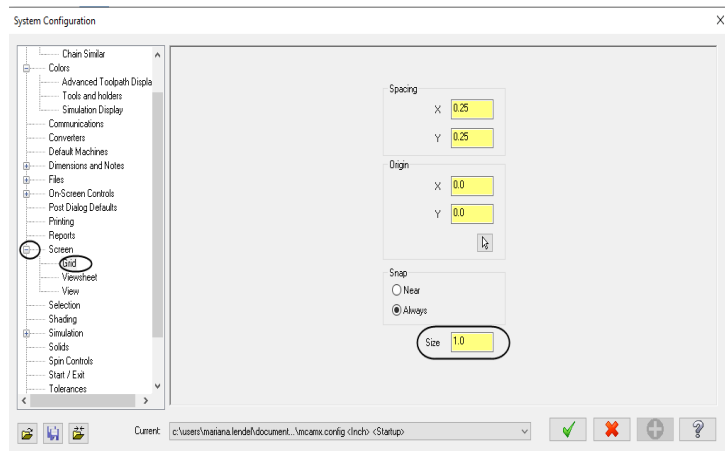 System Configuration
X
Chain Similar
Colors
Advanced Toolpath Displa
Tools and holders
Simulation Display
Communications
Converters
Default Machines
Dimensions and Notes
Files
On-Screen Controls
Post Dialog Defaults
Printing
Reports
Screen
Grid
Viewsheet
View
Selection
Shading
Simulation
Solids
Spin Controls
Start / Exit
Tolerances
Spacing
X 0.25
Y 0.25
Origin
X 0.0
Y 0.0
Snap
Near
Always
Size 1.0
Current: c:\users\mariana.lendel\document...\mcamx.config <Inch> <Startup>
?